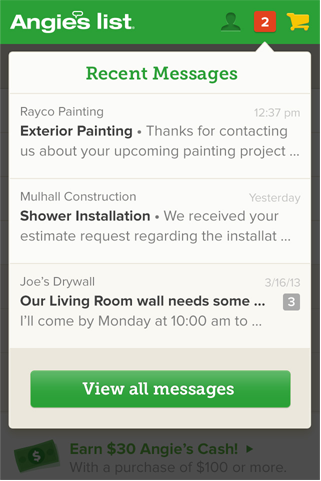 Angie's list
2
Recent Messages
Rayco Painting 12:37 pm
Exterior Painting • Thanks for contacting
us about your upcoming painting project ...
Mulhall Construction Yesterday
Shower Installation • We received your
estimate request regarding the installat ...
Joe's Drywall 3/16/13
Our Living Room wall needs some ... 3
I'll come by Monday at 10:00 am to ...
View all messages
$
Earn $30 Angie's Cash!
With a purchase of $100 more.